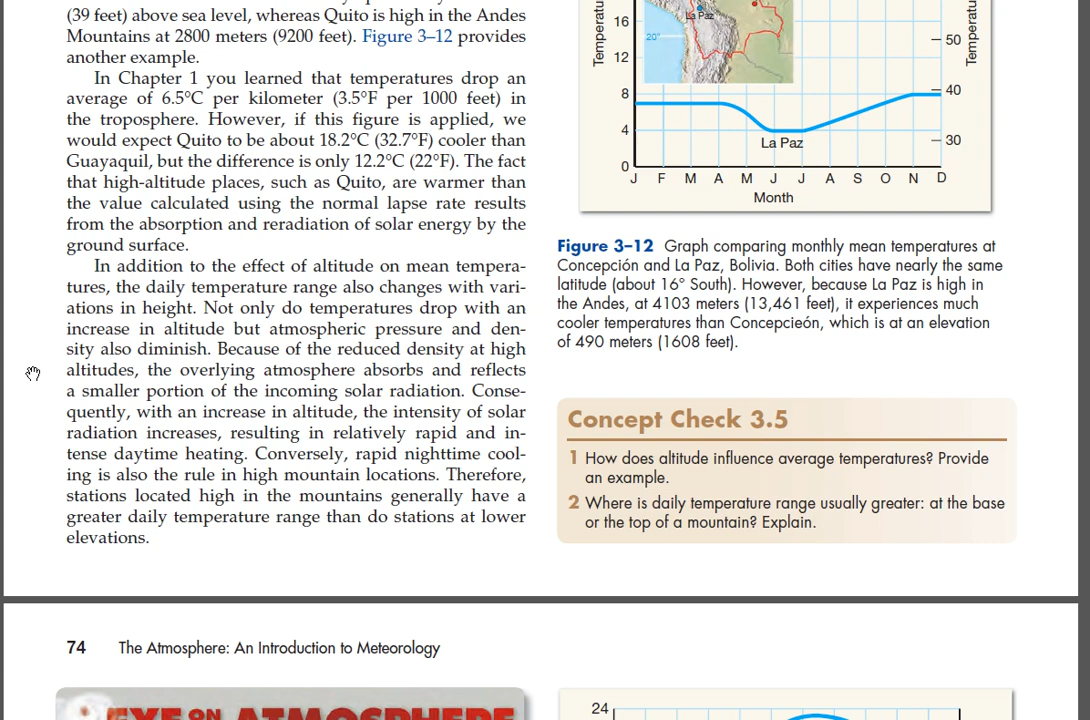 (39 feet) above sea level, whereas Quito is high in the Andes
Mountains at 2800 meters (9200 feet). Figure 3–12 provides
another example.
In Chapter 1 you learned that temperatures drop an
average of 6.5°C per kilometer (3.5°F per 1000 feet) in
the troposphere. However, if this figure is applied, we
would expect Quito to be about 18.2°C (32.7°F) cooler than
Guayaquil, but the difference is only 12.2°C (22°F). The fact
that high-altitude places, such as Quito, are warmer than
the value calculated using the normal lapse rate results
from the absorption and reradiation of solar energy by the
ground surface.
In addition to the effect of altitude on mean tempera-
tures, the daily temperature range also changes with vari-
ations in height. Not only do temperatures drop with an
increase in altitude but atmospheric pressure and den-
sity also diminish. Because of the reduced density at high
altitudes, the overlying atmosphere absorbs and reflects
a smaller portion of the incoming solar radiation. Conse-
quently, with an increase in altitude, the intensity of solar
radiation increases, resulting in relatively rapid and in-
tense daytime heating. Conversely, rapid nighttime cool-
ing is also the rule in high mountain locations. Therefore,
stations located high in the mountains generally have a
greater daily temperature range than do stations at lower
elevations.
La Paz
20°
16
12
8
4
0
50
40
30
La Paz
J F M A M J J A S O N D
Month
Figure 3–12 Graph comparing monthly mean temperatures at
Concepción and La Paz, Bolivia. Both cities have nearly the same
latitude (about 16° South). However, because La Paz is high in
the Andes, at 4103 meters (13,461 feet), it experiences much
cooler temperatures than Concepcieón, which is at an elevation
of 490 meters (1608 feet).
Concept Check 3.5
1 How does altitude influence average temperatures? Provide
an example.
2 Where is daily temperature range usually greater: at the base
or the top of a mountain? Explain.
74 The Atmosphere: An Introduction to Meteorology
EYE ON ATMOSPHERE
24